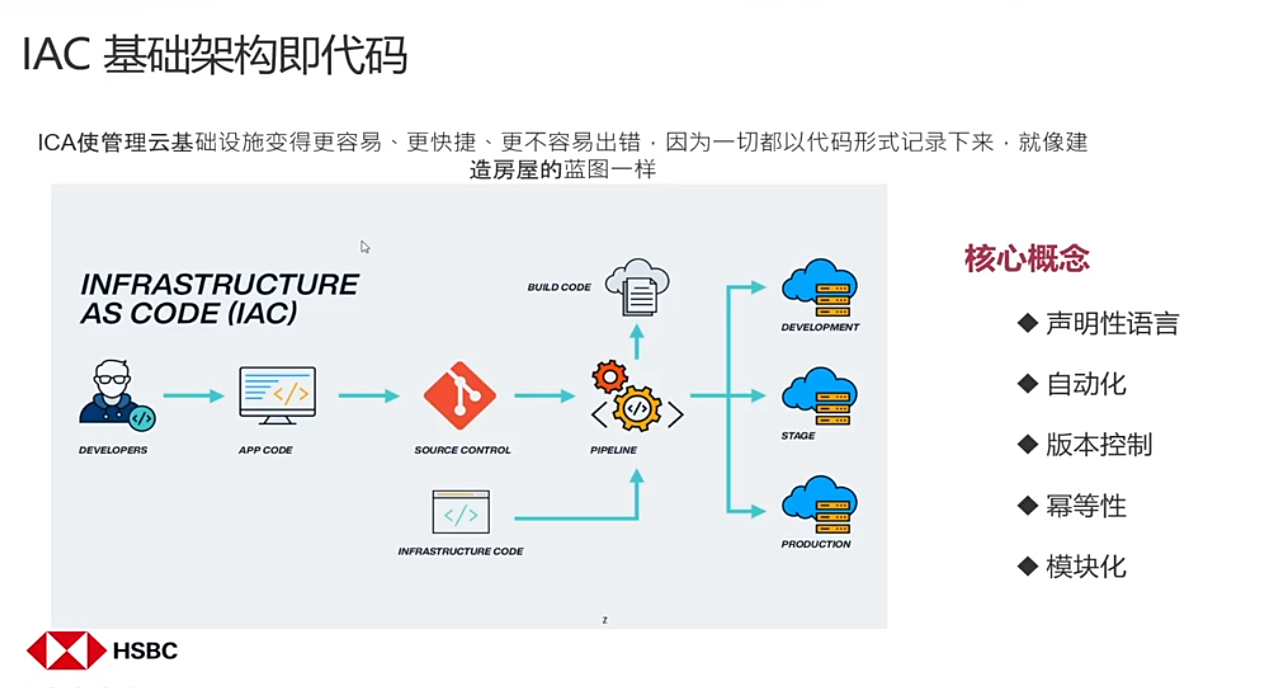 IAC 基础架构即代码
ICA使管理云基础设施变得更容易、更快捷、更不容易出错，因为一切都以代码形式记录下来，就像建
造房屋的蓝图一样
INFRASTRUCTURE
AS CODE (IAC)
BUILD CODE
DEVELOPMENT
DEVELOPERS
APP CODE
SOURCE CONTROL
PIPELINE
STAGE
INFRASTRUCTURE CODE
PRODUCTION
z
核心概念
◆ 声明性语言
◆ 自动化
◆ 版本控制
◆ 幂等性
◆ 模块化
HSBC